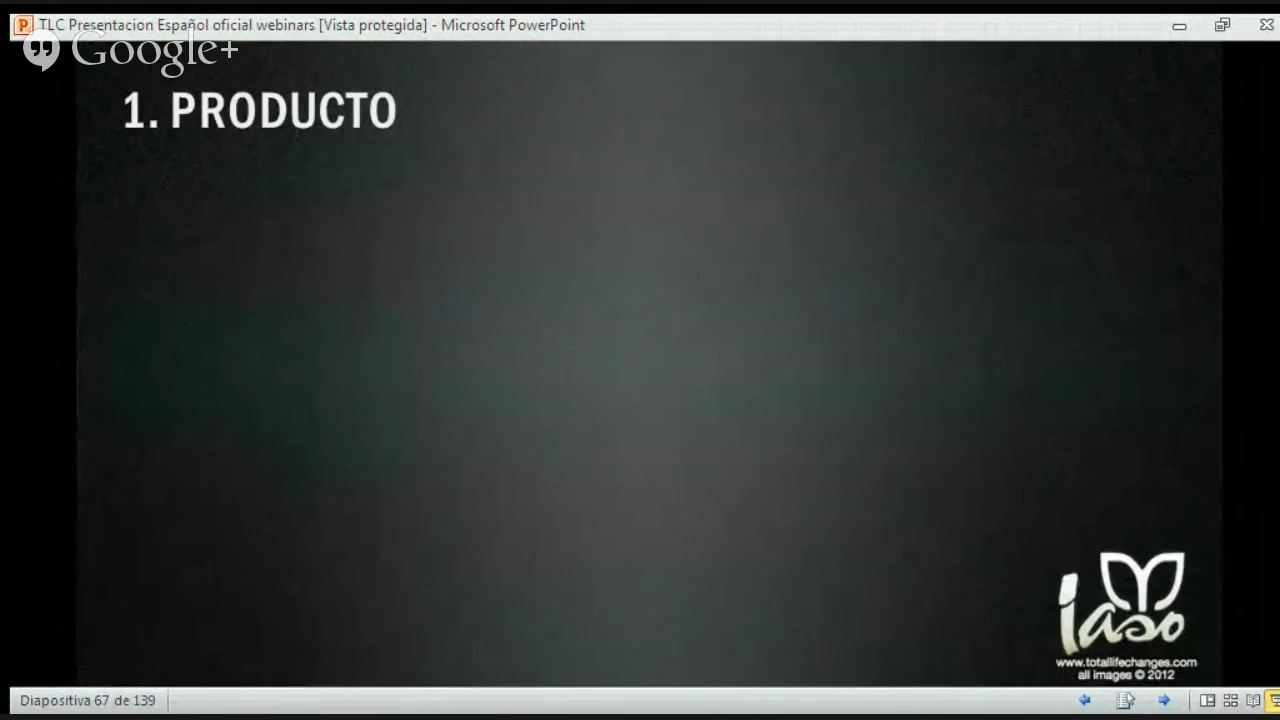 TLC Presentacion Español oficial webinars [Vista protegida] - Microsoft PowerPoint
Google+
1. PRODUCTO
iaso
www.totallifechanges.com
all images © 2012
Diapositiva 67 de 139